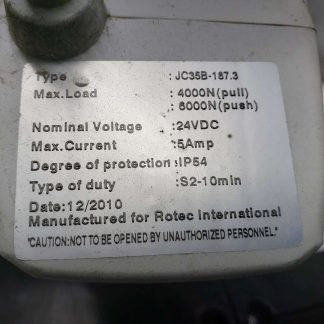 Type :JC35B-187.3
Max.Load : 4000N(pull)
: 6000N(push)
Nominal Voltage :24VDC
Max.Current :5Amp
Degree of protection:IP54
Type of duty :S2-10min
Date:12/2010
Manufactured for Rotec International
"CAUTION:NOT TO BE OPENED BY UNAUTHORIZED PERSONNEL."